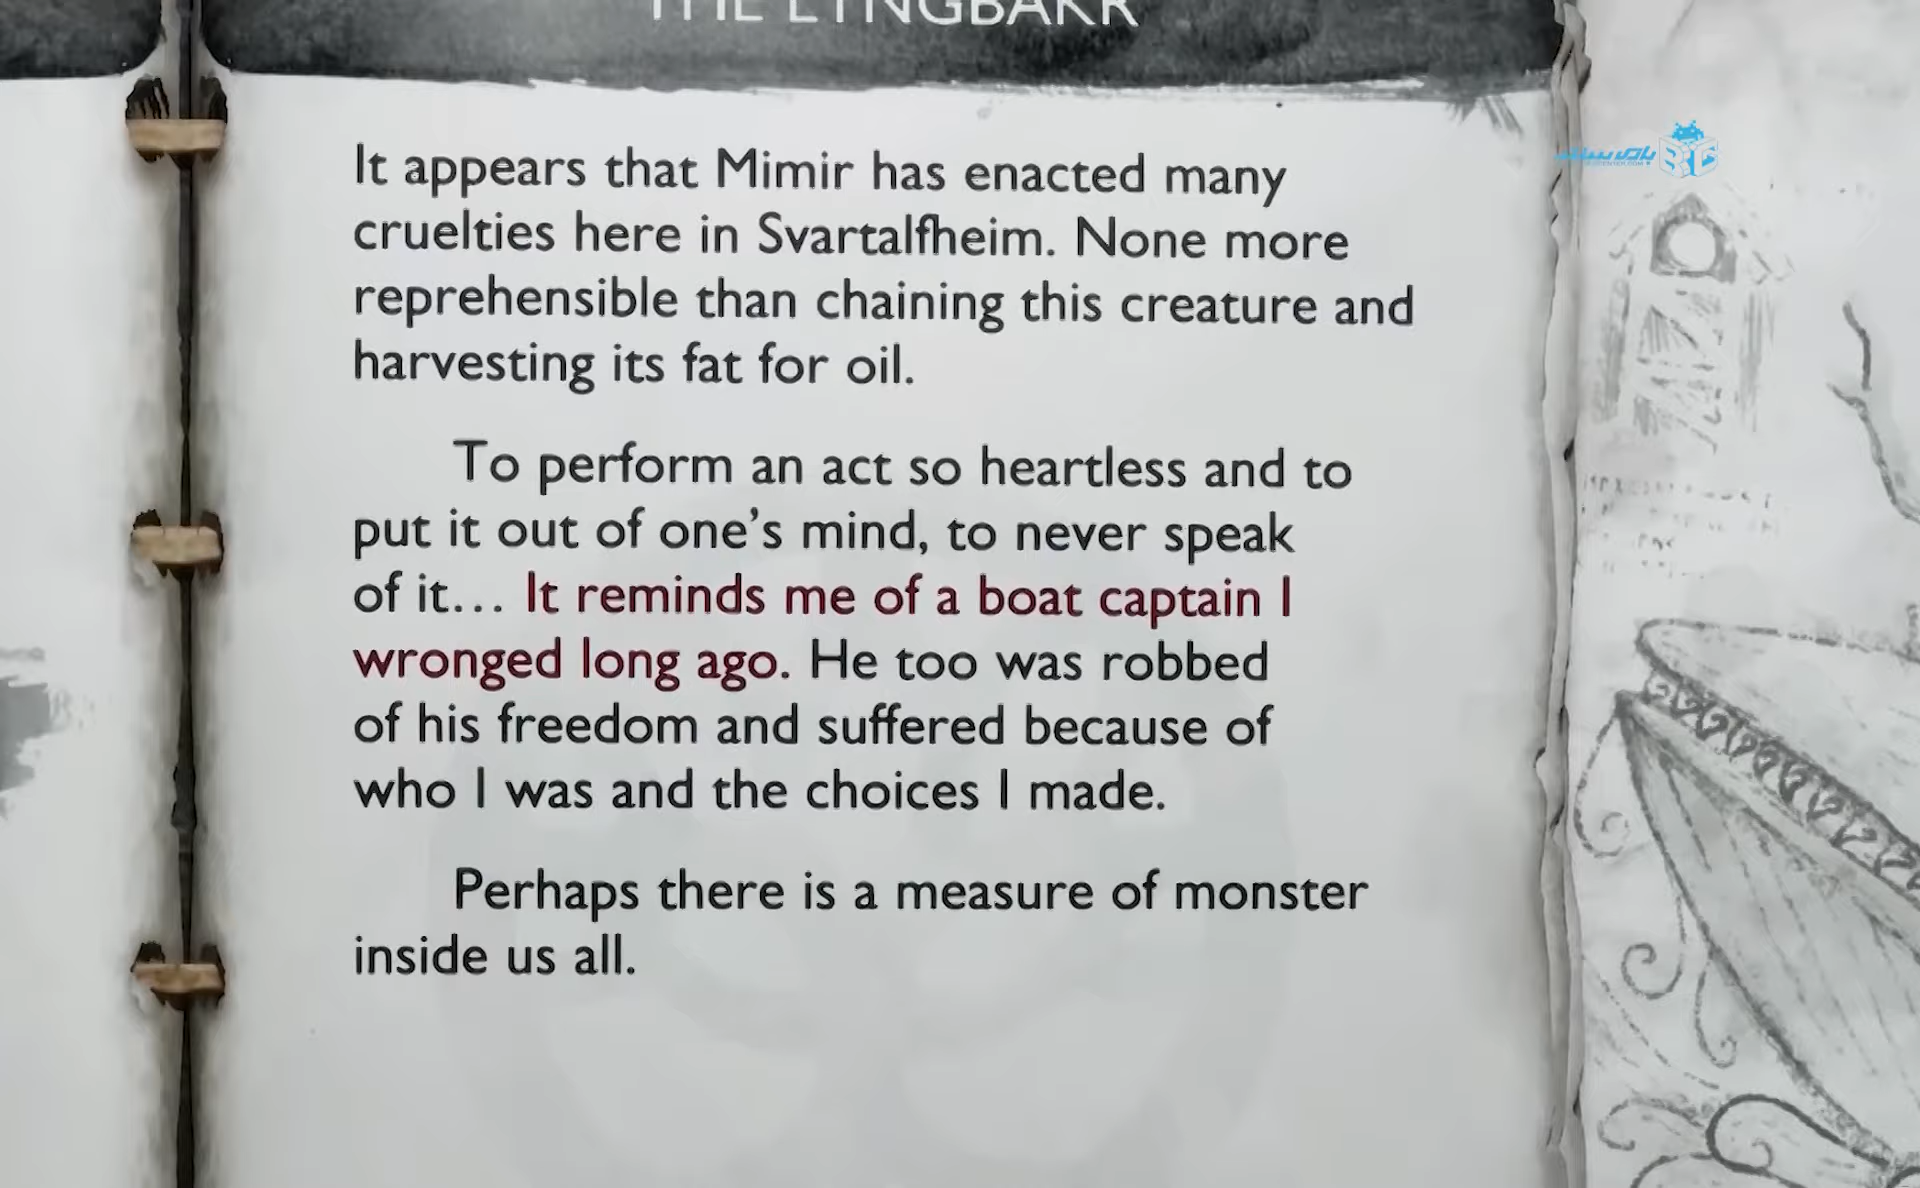 THE LYNGBAKR
It appears that Mimir has enacted many
cruelties here in Svartalfheim. None more
reprehensible than chaining this creature and
harvesting its fat for oil.
To perform an act so heartless and to
put it out of one’s mind, to never speak
of it... It reminds me of a boat captain I
wronged long ago. He too was robbed
of his freedom and suffered because of
who I was and the choices I made.
Perhaps there is a measure of monster
inside us all.